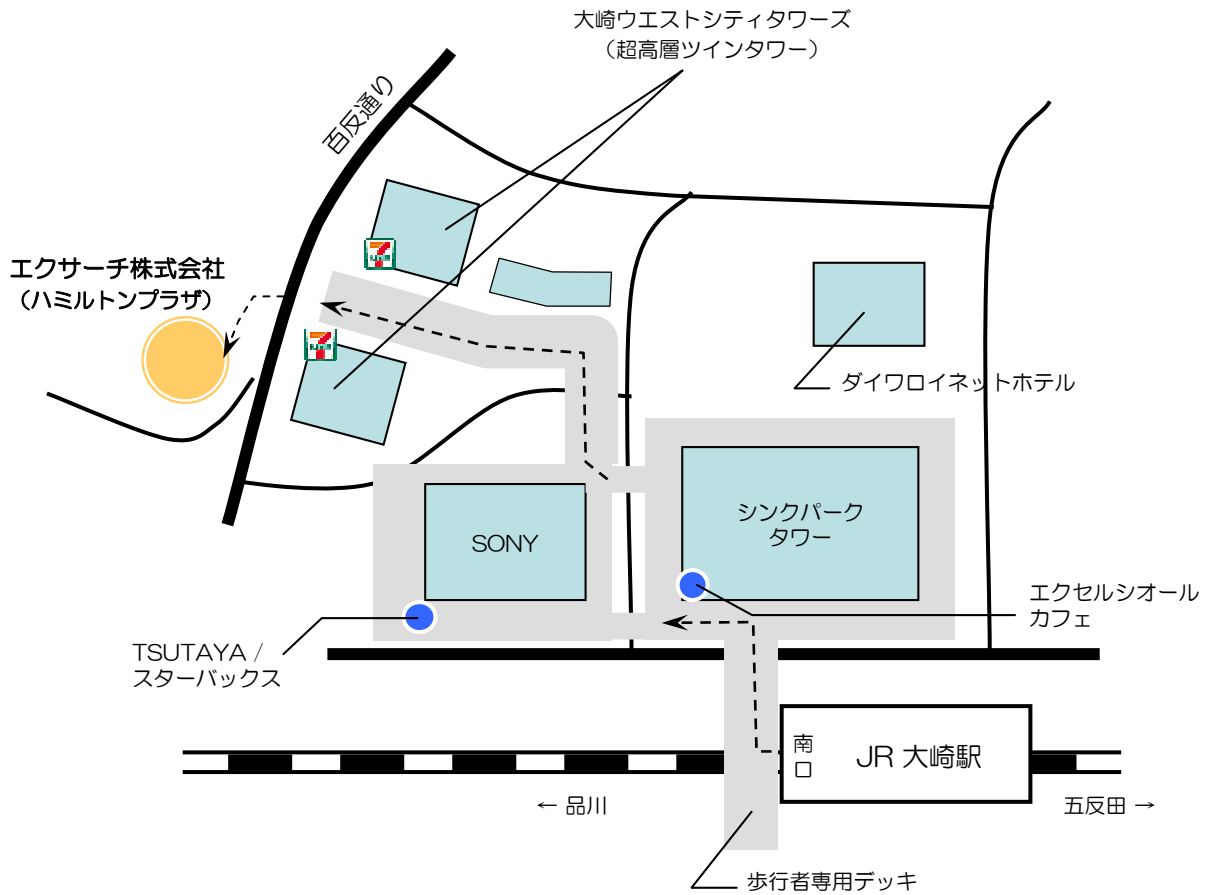 大崎ウエストシティタワーズ
（超高層ツインタワー）
百反通り
エクサーチ株式会社
（ハミルトンプラザ）
ダイワロイネットホテル
シンクパーク
タワー
SONY
エクセルシオール
カフェ
TSUTAYA /
スターバックス
南
口
JR 大崎駅
← 品川
五反田 →
歩行者専用デッキ